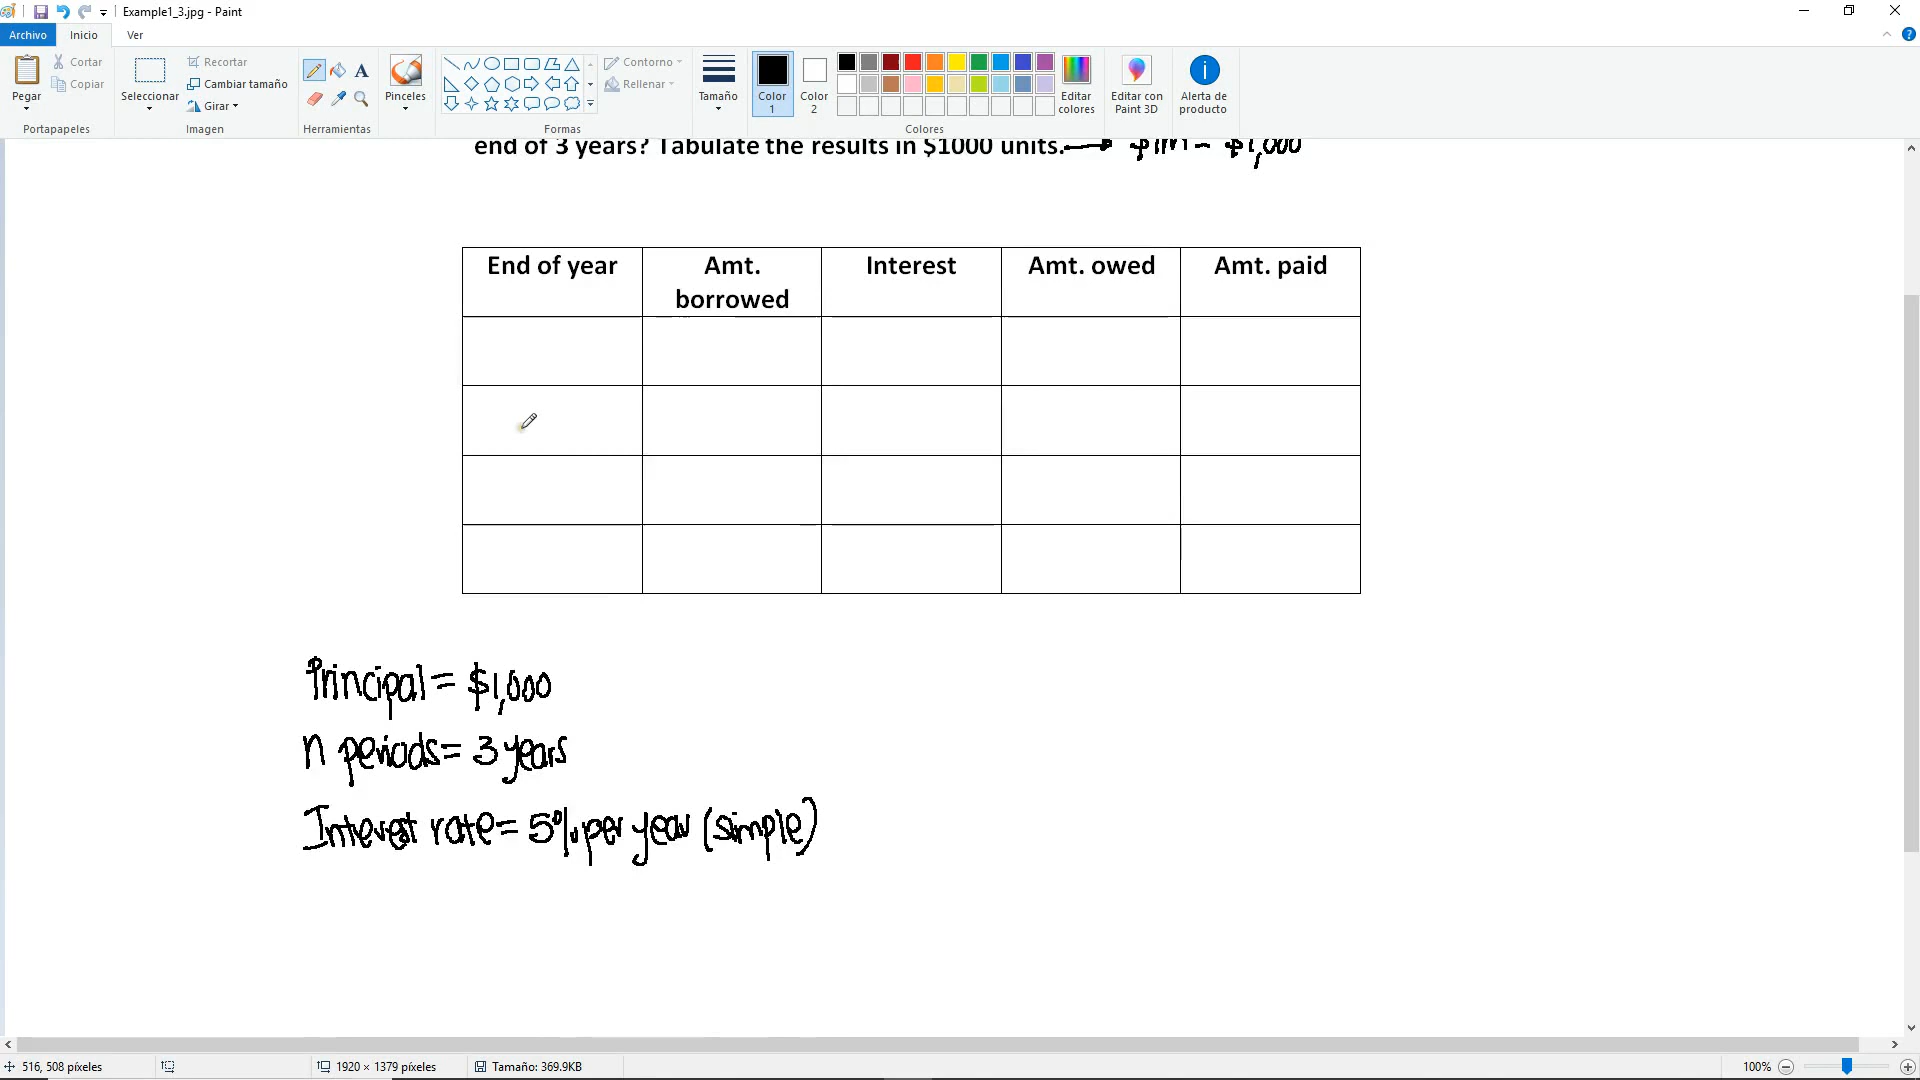 Example1_3.jpg - Paint
Archivo Inicio Ver
Pegar
Cortar
Copiar
Portapapeles
Seleccionar
Recortar
Cambiar tamaño
Girar
Imagen
Herramientas
Pinceles
Contorno
Rellenar
Formas
Tamaño
Color 1
Color 2
Editar colores
Colores
Editar con Paint 3D
Alerta de producto
end of 3 years? Tabulate the results in $1000 units. → $1M = $1,000
End of year Amt. borrowed Interest Amt. owed Amt. paid
Principal = $1,000
n periods = 3 years
Interest rate = 5% per year (simple)
516, 508 píxeles 1920 × 1379 píxeles Tamaño: 369.9KB 100%